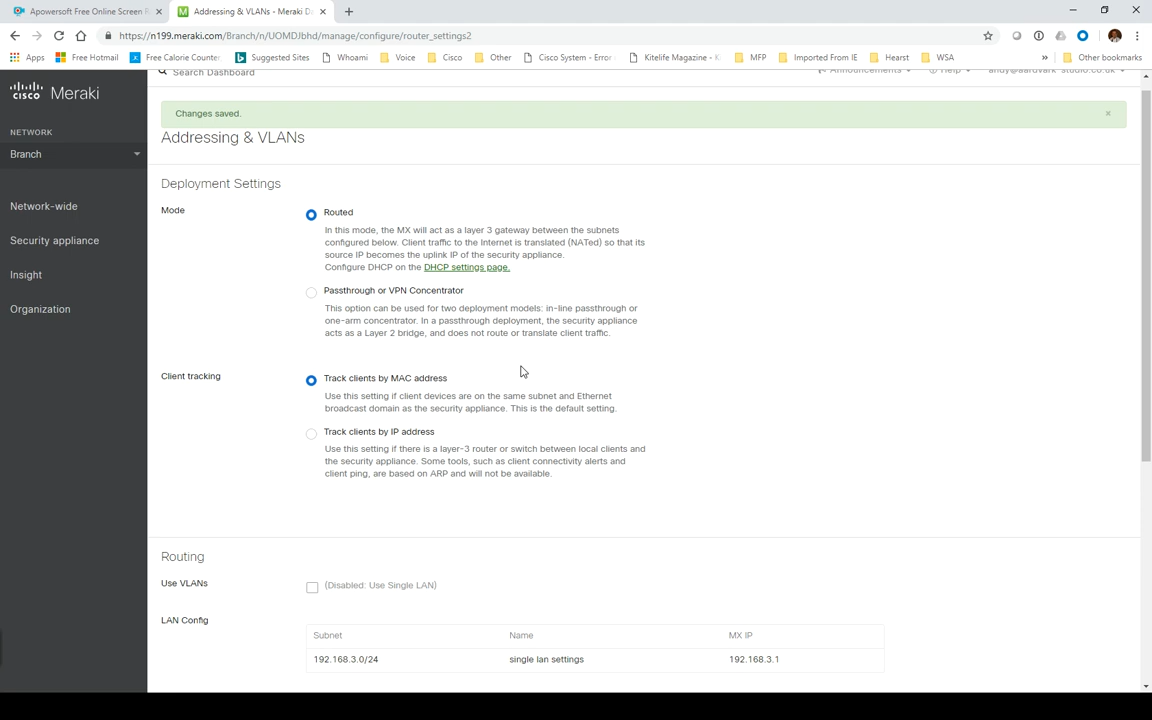 Apowersoft Free Online Screen R
Addressing & VLANs - Meraki D
https://n199.meraki.com/Branch/n/UOMDJbhd/manage/configure/router_settings2
Apps
Free Hotmail
Free Calorie Counter
Suggested Sites
Whoami
Voice
Cisco
Other
Cisco System - Error
Kitelife Magazine - K
MFP
Imported From IE
Hearst
WSA
»
Other bookmarks
Search Dashboard
Announcements
Help
andy@aardvark-studio.co.uk
CISCO Meraki
NETWORK
Branch
Network-wide
Security appliance
Insight
Organization
Changes saved.
×
Addressing & VLANs
Deployment Settings
Mode
Routed
In this mode, the MX will act as a layer 3 gateway between the subnets
configured below. Client traffic to the Internet is translated (NATed) so that its
source IP becomes the uplink IP of the security appliance.
Configure DHCP on the DHCP settings page.
Passthrough or VPN Concentrator
This option can be used for two deployment models: in-line passthrough or
one-arm concentrator. In a passthrough deployment, the security appliance
acts as a Layer 2 bridge, and does not route or translate client traffic.
Client tracking
Track clients by MAC address
Use this setting if client devices are on the same subnet and Ethernet
broadcast domain as the security appliance. This is the default setting.
Track clients by IP address
Use this setting if there is a layer-3 router or switch between local clients and
the security appliance. Some tools, such as client connectivity alerts and
client ping, are based on ARP and will not be available.
Routing
Use VLANs
(Disabled: Use Single LAN)
LAN Config
Subnet Name MX IP
192.168.3.0/24 single lan settings 192.168.3.1